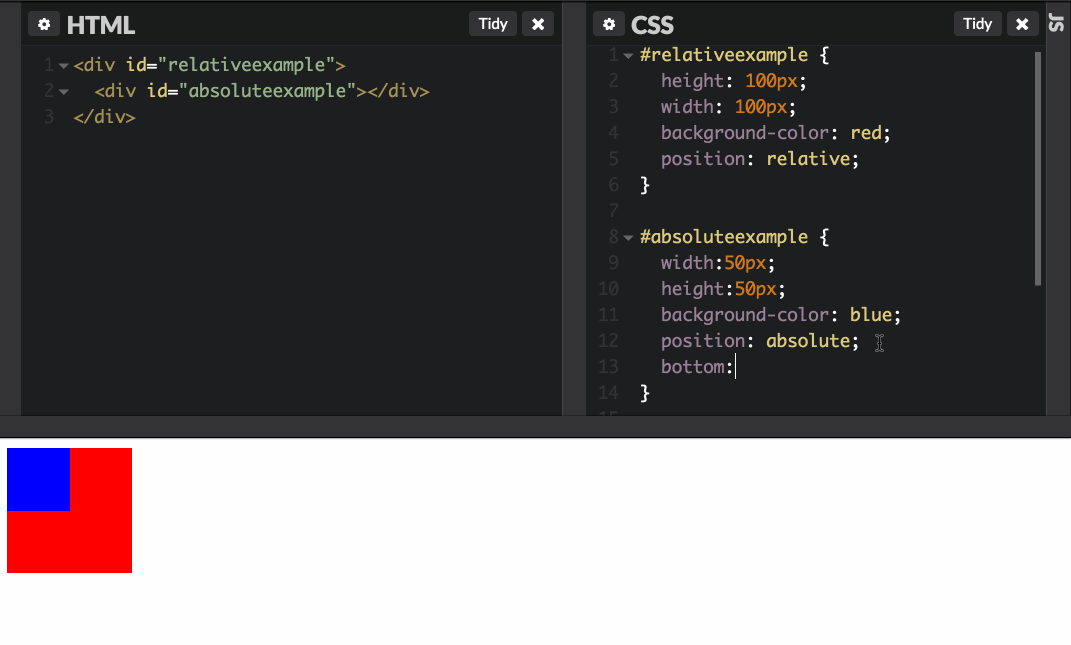 HTML
Tidy
1 <div id="relativeexample">
2 <div id="absoluteexample"></div>
3 </div>
CSS
Tidy
1 #relativeexample {
2 height: 100px;
3 width: 100px;
4 background-color: red;
5 position: relative;
6 }
7
8 #absoluteexample {
9 width:50px;
10 height:50px;
11 background-color: blue;
12 position: absolute;
13 bottom:
14 }
15
JS